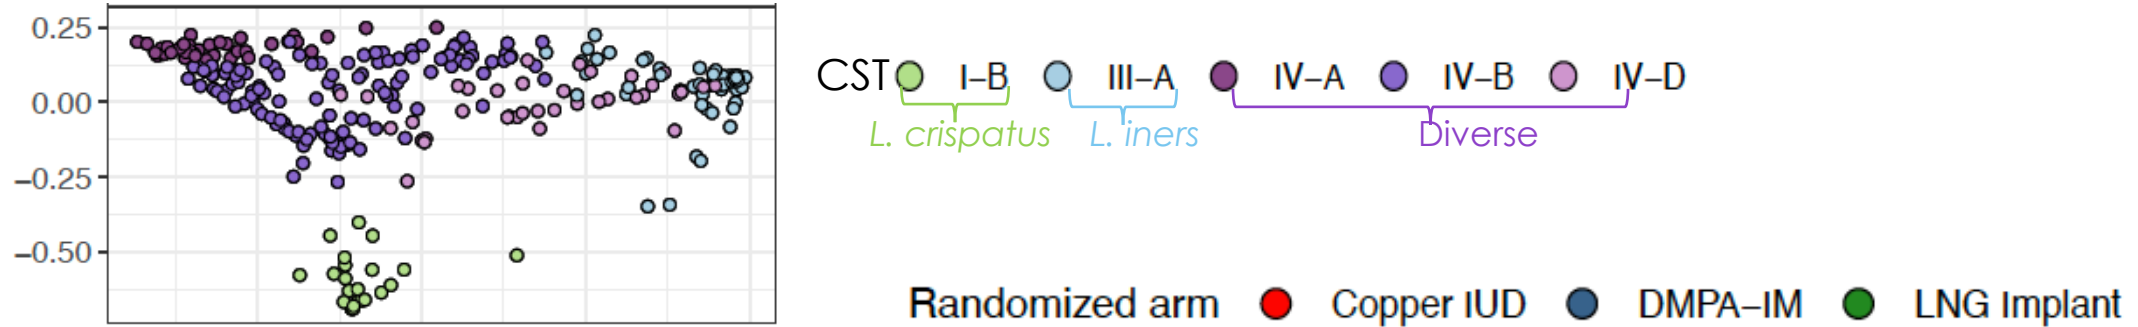 0.25
0.00
−0.25
−0.50
CST I−B III−A IV−A IV−B IV−D
L. crispatus L. iners Diverse
Randomized arm Copper IUD DMPA−IM LNG Implant